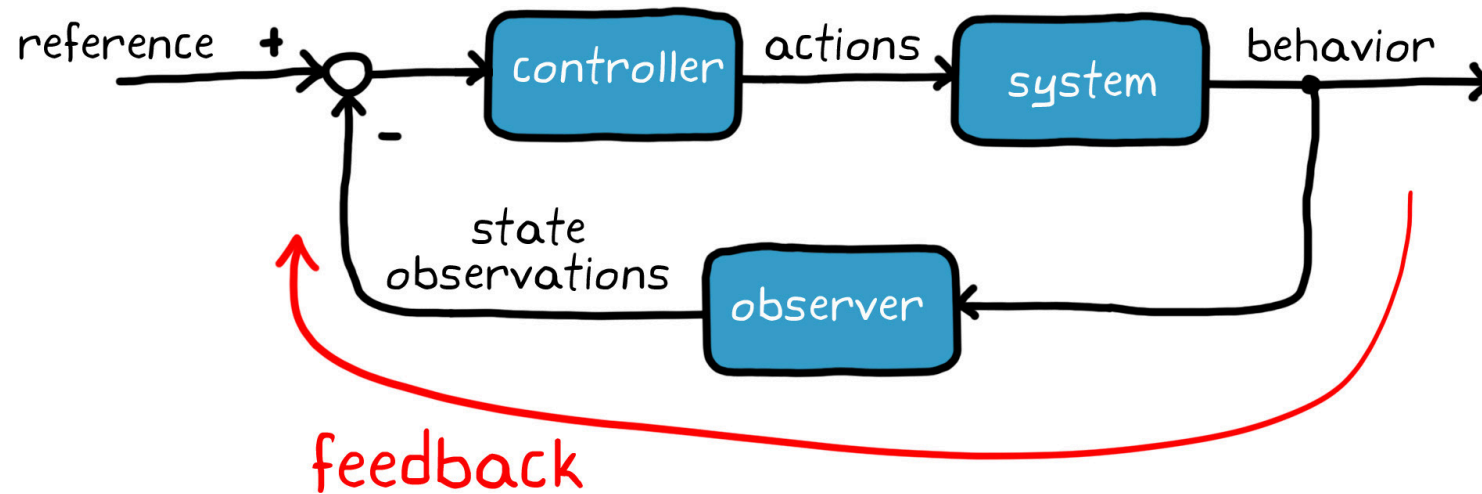 reference
+
controller
actions
system
behavior
-
state
observations
observer
feedback